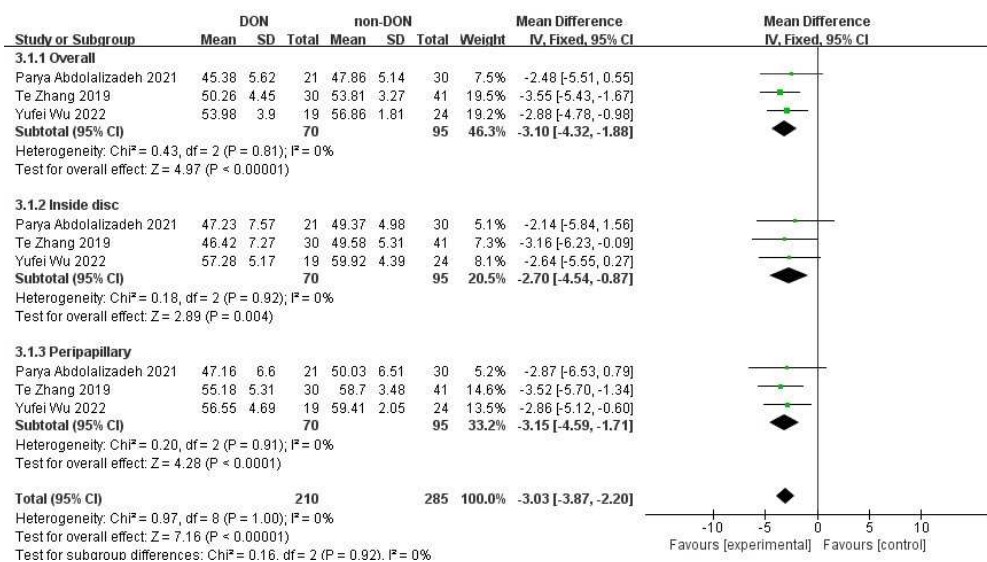 DON non-DON Mean Difference Mean Difference
Study or Subgroup Mean SD Total Mean SD Total Weight IV, Fixed, 95% CI IV, Fixed, 95% CI
3.1.1 Overall
Parya Abdolalizadeh 2021 45.38 5.62 21 47.86 5.14 30 7.5% -2.48 [-5.51, 0.55]
Te Zhang 2019 50.26 4.45 30 53.81 3.27 41 19.5% -3.55 [-5.43, -1.67]
Yufei Wu 2022 53.98 3.9 19 56.86 1.81 24 19.2% -2.88 [-4.78, -0.98]
Subtotal (95% CI) 70 95 46.3% -3.10 [-4.32, -1.88]
Heterogeneity: Chi² = 0.43, df = 2 (P = 0.81); I² = 0%
Test for overall effect: Z = 4.97 (P < 0.00001)
3.1.2 Inside disc
Parya Abdolalizadeh 2021 47.23 7.57 21 49.37 4.98 30 5.1% -2.14 [-5.84, 1.56]
Te Zhang 2019 46.42 7.27 30 49.58 5.31 41 7.3% -3.16 [-6.23, -0.09]
Yufei Wu 2022 57.28 5.17 19 59.92 4.39 24 8.1% -2.64 [-5.55, 0.27]
Subtotal (95% CI) 70 95 20.5% -2.70 [-4.54, -0.87]
Heterogeneity: Chi² = 0.18, df = 2 (P = 0.92); I² = 0%
Test for overall effect: Z = 2.89 (P = 0.004)
3.1.3 Peripapillary
Parya Abdolalizadeh 2021 47.16 6.6 21 50.03 6.51 30 5.2% -2.87 [-6.53, 0.79]
Te Zhang 2019 55.18 5.31 30 58.7 3.48 41 14.6% -3.52 [-5.70, -1.34]
Yufei Wu 2022 56.55 4.69 19 59.41 2.05 24 13.5% -2.86 [-5.12, -0.60]
Subtotal (95% CI) 70 95 33.2% -3.15 [-4.59, -1.71]
Heterogeneity: Chi² = 0.20, df = 2 (P = 0.91); I² = 0%
Test for overall effect: Z = 4.28 (P < 0.0001)
Total (95% CI) 210 285 100.0% -3.03 [-3.87, -2.20]
Heterogeneity: Chi² = 0.97, df = 8 (P = 1.00); I² = 0%
Test for overall effect: Z = 7.16 (P < 0.00001)
Test for subgroup differences: Chi² = 0.16, df = 2 (P = 0.92), I² = 0%
-10 -5 0 5 10
Favours [experimental] Favours [control]